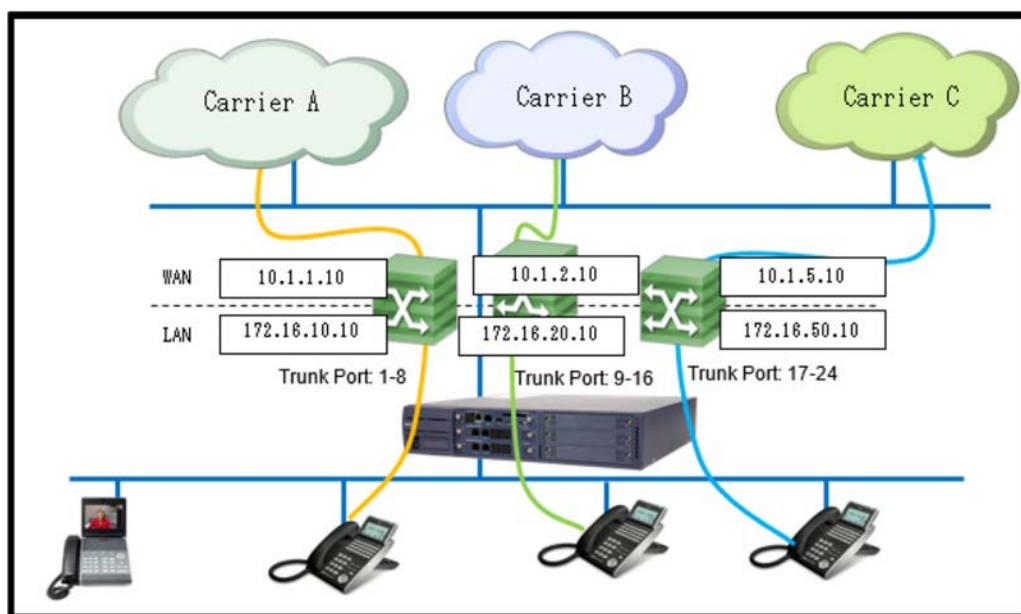 Carrier A
Carrier B
Carrier C
WAN
10.1.1.10
10.1.2.10
10.1.5.10
LAN
172.16.10.10
172.16.20.10
172.16.50.10
Trunk Port: 1-8
Trunk Port: 9-16
Trunk Port: 17-24